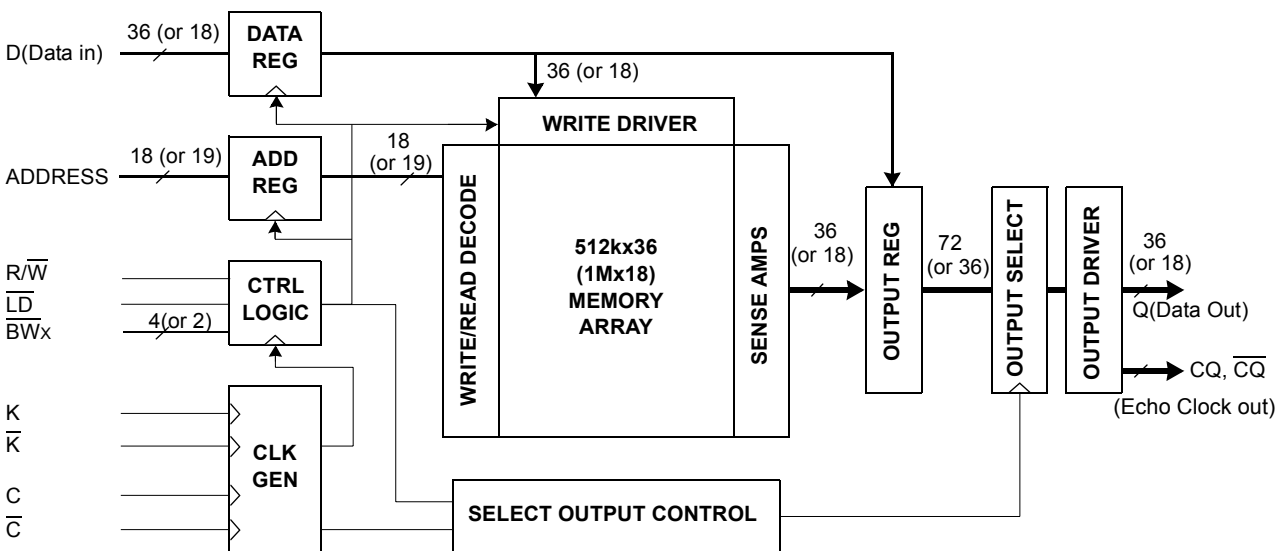 D(Data in)
36 (or 18)
DATA
REG
36 (or 18)
WRITE DRIVER
ADDRESS
18 (or 19)
ADD
REG
18
(or 19)
WRITE/READ DECODE
512kx36
(1Mx18)
MEMORY
ARRAY
SENSE AMPS
36
(or 18)
OUTPUT REG
72
(or 36)
OUTPUT SELECT
OUTPUT DRIVER
36
(or 18)
Q(Data Out)
CQ, C̅Q̅
(Echo Clock out)
R/W̅
L̅D̅
B̅W̅x
4(or 2)
CTRL
LOGIC
K
K̅
C
C̅
CLK
GEN
SELECT OUTPUT CONTROL